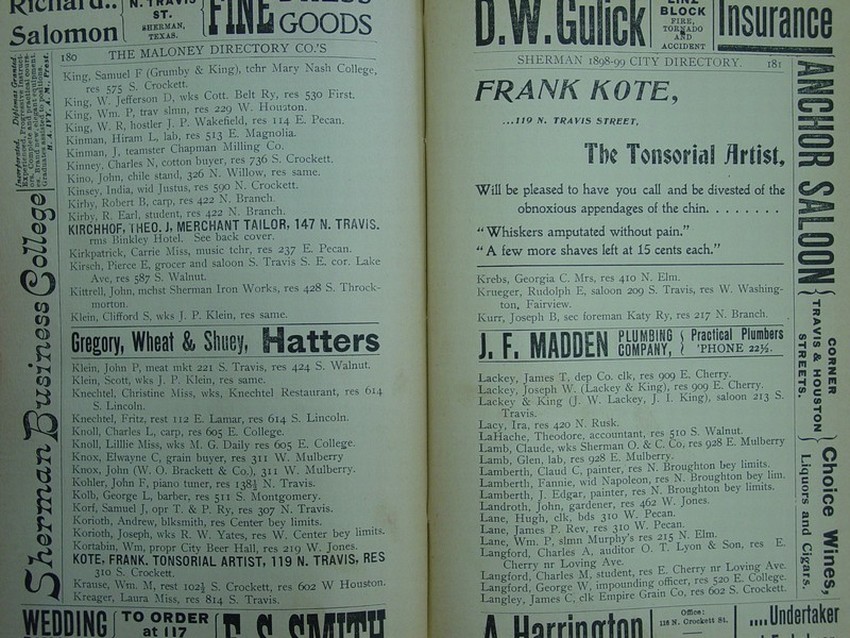 Richard..
Salomon
N. TRAVIS
ST.
SHERMAN,
TEXAS.
FINE DRESS
GOODS
180 THE MALONEY DIRECTORY CO.'S
King, Samuel F (Grumby & King), tchr Mary Nash College,
res 575 S. Crockett.
King, W. Jefferson D, wks Cott. Belt Ry, res 530 First.
King, Wm. P, trav slmn, res 229 W. Houston.
King, W. R, hostler J. P. Wakefield, res 114 E. Pecan.
Kinman, Hiram L, lab, res 513 E. Magnolia.
Kinman, J, teamster Chapman Milling Co.
Kinney, Charles N, cotton buyer, res 736 S. Crockett.
Kino, John, chile stand, 326 N. Willow, res same.
Kinsey, India, wid Justus, res 590 N. Crockett.
Kirby, Robert B, carp, res 422 N. Branch.
Kirby, R. Earl, student, res 422 N. Branch.
KIRCHHOF, THEO. J, MERCHANT TAILOR, 147 N. TRAVIS.
rms Binkley Hotel. See back cover.
Kirkpatrick, Carrie Miss, music tchr, res 237 E. Pecan.
Kirsch, Pierce E, grocer and saloon S. Travis S. E. cor. Lake
Ave, res 587 S. Walnut.
Kittrell, John, mchst Sherman Iron Works, res 428 S. Throck-
morton.
Klein, Clifford S, wks J. P. Klein, res same.
Gregory, Wheat & Shuey, Hatters
Klein, John P, meat mkt 221 S. Travis, res 424 S. Walnut.
Klein, Scott, wks J. P. Klein, res same.
Knechtel, Christine Miss, wks, Knechtel Restaurant, res 614
S. Lincoln.
Knechtel, Fritz, rest 112 E. Lamar, res 614 S. Lincoln.
Knoll, Charles L, carp, res 605 E. College.
Knoll, Lilllie Miss, wks M. G. Daily res 605 E. College.
Knox, Elwayne C, grain buyer, res 311 W. Mulberry
Knox, John (W. O. Brackett & Co.), 311 W. Mulberry.
Kohler, John F, piano tuner, res 138½ N. Travis.
Kolb, George L, barber, res 511 S. Montgomery.
Korf, Samuel J, opr T. & P. Ry, res 307 N. Travis.
Korioth, Andrew, blksmith, res Center bey limits.
Korioth, Joseph, wks R. W. Yates, res W. Center bey limits.
Kortabin, Wm, propr City Beer Hall, res 219 W. Jones.
KOTE, FRANK. TONSORIAL ARTIST, 119 N. TRAVIS, RES
310 S. Crockett.
Krause, Wm. M, rest 102½ S. Crockett, res 602 W Houston.
Kreager, Laura Miss, res 814 S. Travis.
Sherman Business College
Incorporated. Diplomas Granted.
WEDDING
TO ORDER
at 117
F. S. SMITH
D.W. Gulick
LINZ
BLOCK
FIRE,
TORNADO
AND
ACCIDENT
Insurance
SHERMAN 1898-99 CITY DIRECTORY. 181
FRANK KOTE,
...119 N. TRAVIS STREET,
The Tonsorial Artist,
Will be pleased to have you call and be divested of the
obnoxious appendages of the chin. . . . . . . .
"Whiskers amputated without pain."
"A few more shaves left at 15 cents each."
Krebs, Georgia C. Mrs, res 410 N. Elm.
Krueger, Rudolph E, saloon 209 S. Travis, res W. Washing-
ton, Fairview.
Kurr, Joseph B, sec foreman Katy Ry, res 217 N. Branch.
J. F. MADDEN PLUMBING
COMPANY,
Practical Plumbers
'PHONE 22½.
Lackey, James T, dep Co. clk, res 909 E. Cherry.
Lackey, Joseph W. (Lackey & King), res 909 E. Cherry.
Lackey & King (J. W. Lackey, J. I. King), saloon 213 S.
Travis.
Lacy, Ira, res 420 N. Rusk.
LaHache, Theodore, accountant, res 510 S. Walnut.
Lamb, Claude, wks Sherman O. & C. Co, res 928 E. Mulberry
Lamb, Glen, lab, res 928 E. Mulberry.
Lamberth, Claud C, painter, res N. Broughton bey limits.
Lamberth, Fannie, wid Napoleon, res N. Broughton bey lim.
Lamberth, J. Edgar, painter, res N. Broughton bey limits.
Landroth, John, gardener, res 462 W. Jones.
Lane, Hugh, clk, bds 310 W. Pecan.
Lane, James P. Rev, res 310 W. Pecan.
Lane, Wm. P, slmn Murphy's res 215 N. Elm.
Langford, Charles A, auditor O. T. Lyon & Son, res E.
Cherry nr Loving Ave.
Langford, Charles M, student, res E. Cherry nr Loving Ave.
Langford, George W, impounding officer, res 520 E. College.
Langley, James C, clk Empire Grain Co, res 602 S. Crockett.
ANCHOR SALOON
CORNER
TRAVIS & HOUSTON
STREETS.
Choice Wines,
Liquors and Cigars.
A. Harrington
Office:
116 N. Crockett St.
....Undertaker